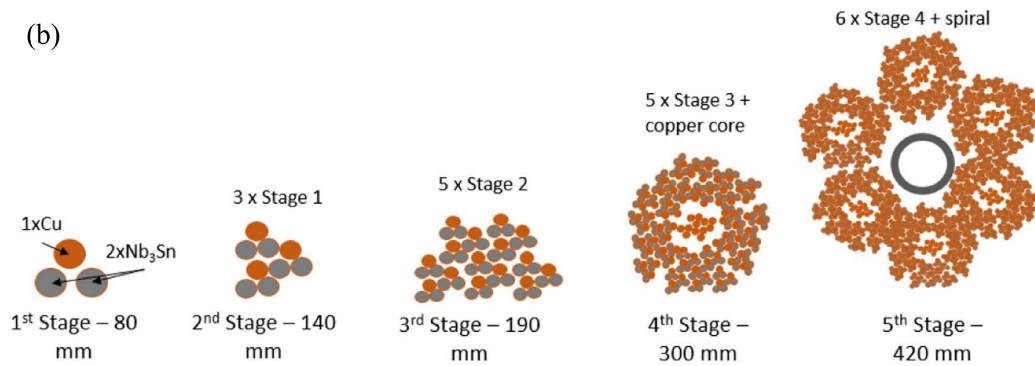 (b)
1xCu
2xNb₃Sn
1ˢᵗ Stage – 80
mm
3 x Stage 1
2ⁿᵈ Stage – 140
mm
5 x Stage 2
3ʳᵈ Stage – 190
mm
5 x Stage 3 +
copper core
4ᵗʰ Stage –
300 mm
6 x Stage 4 + spiral
5ᵗʰ Stage –
420 mm